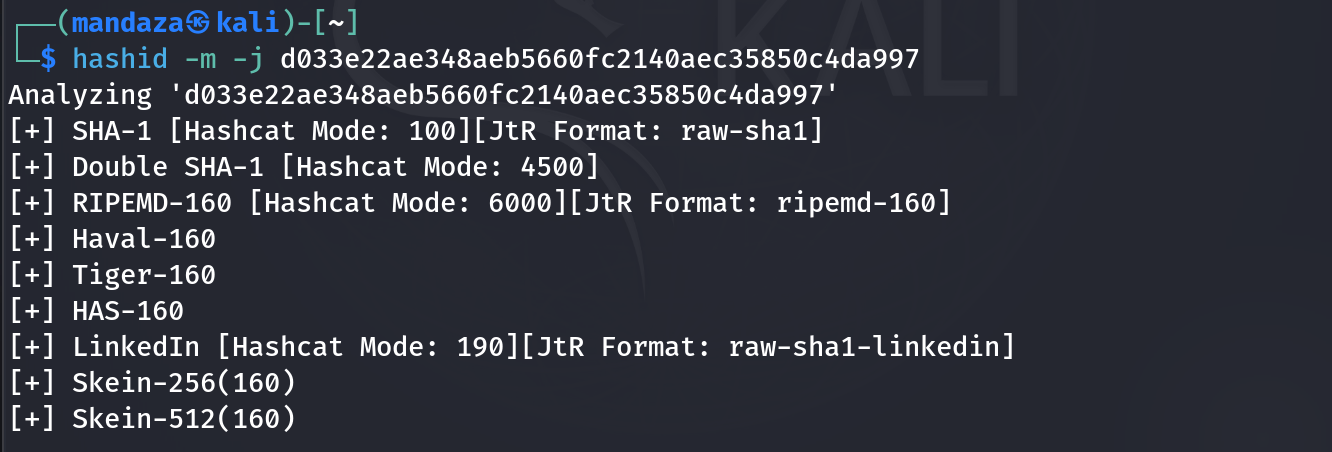 ┌──(mandaza㉿kali)-[~]
└─$ hashid -m -j d033e22ae348aeb5660fc2140aec35850c4da997
Analyzing 'd033e22ae348aeb5660fc2140aec35850c4da997'
[+] SHA-1 [Hashcat Mode: 100][JtR Format: raw-sha1]
[+] Double SHA-1 [Hashcat Mode: 4500]
[+] RIPEMD-160 [Hashcat Mode: 6000][JtR Format: ripemd-160]
[+] Haval-160
[+] Tiger-160
[+] HAS-160
[+] LinkedIn [Hashcat Mode: 190][JtR Format: raw-sha1-linkedin]
[+] Skein-256(160)
[+] Skein-512(160)
KALI